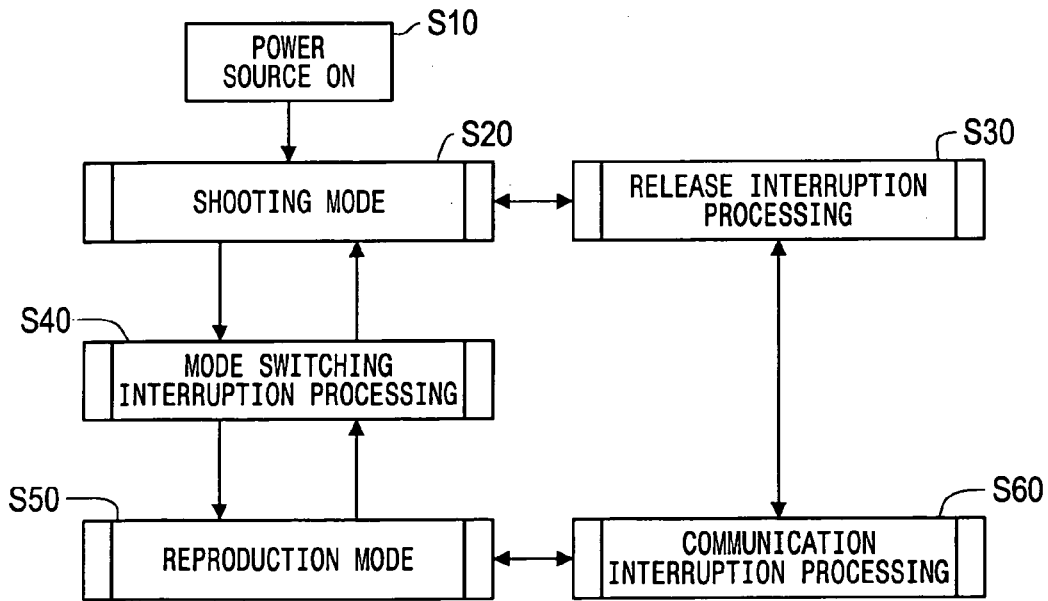 S10
POWER
SOURCE ON
S20
SHOOTING MODE
S30
RELEASE INTERRUPTION
PROCESSING
S40
MODE SWITCHING
INTERRUPTION PROCESSING
S50
REPRODUCTION MODE
S60
COMMUNICATION
INTERRUPTION PROCESSING